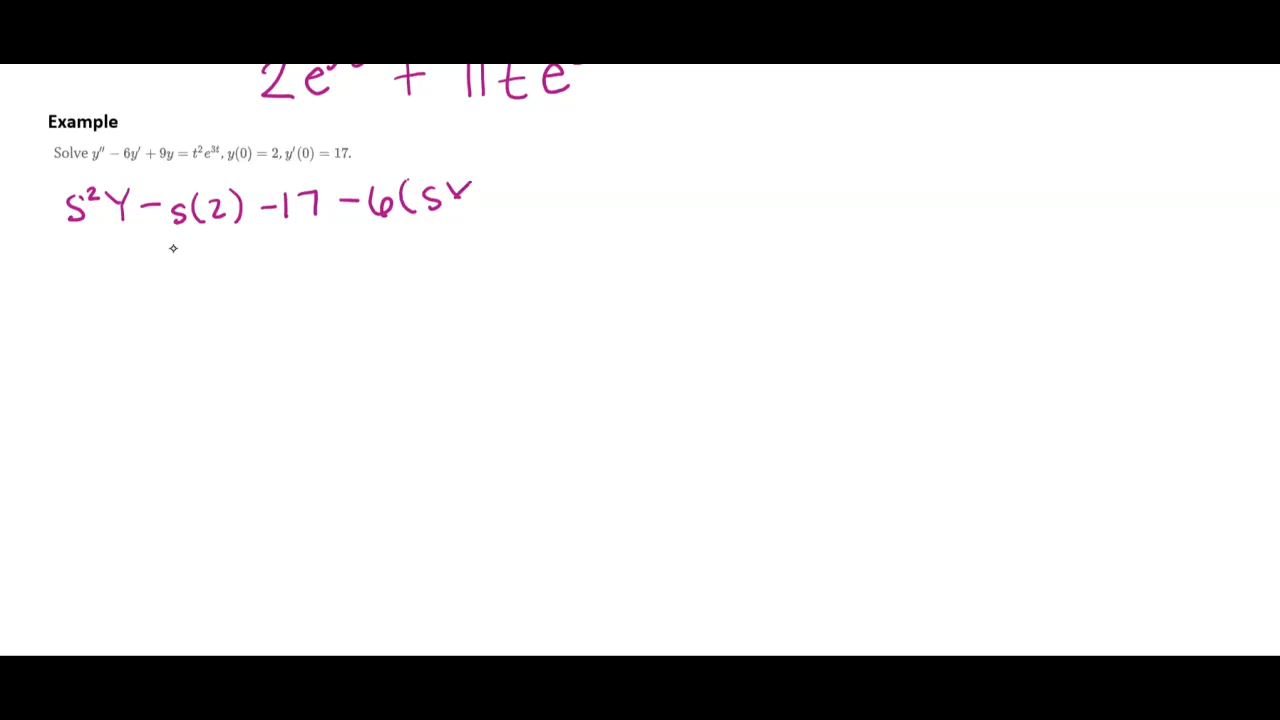 2e + 11te
Example
Solve y″ − 6y′ + 9y = t²e³ᵗ, y(0) = 2, y′(0) = 17.
s²Y − s(2) − 17 − 6(sY